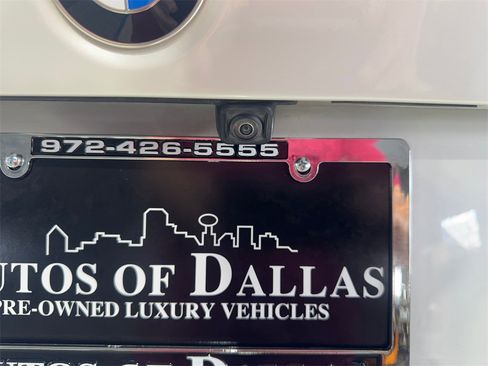 972-426-5555
UTOS OF DALLAS
PRE-OWNED LUXURY VEHICLES